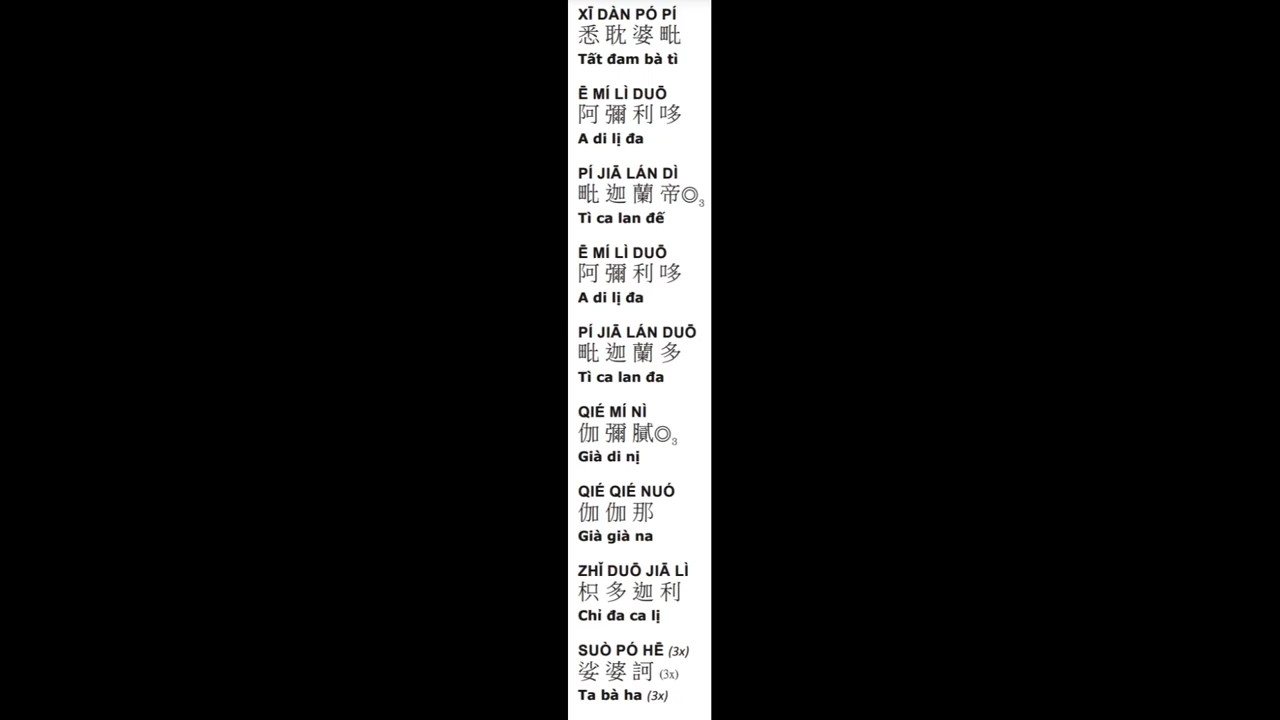 XĪ DÀN PÓ PÍ
悉 耽 婆 毗
Tất đam bà tì
Ē MÍ LÌ DUŌ
阿 彌 利 哆
A di lị đa
PÍ JIĀ LÁN DÌ
毗 迦 蘭 帝◎3
Tì ca lan đế
Ē MÍ LÌ DUŌ
阿 彌 利 哆
A di lị đa
PÍ JIĀ LÁN DUŌ
毗 迦 蘭 多
Tì ca lan đa
QIÉ MÍ NÌ
伽 彌 膩◎3
Già di nị
QIÉ QIÉ NUÓ
伽 伽 那
Già già na
ZHǏ DUŌ JIĀ LÌ
枳 多 迦 利
Chỉ đa ca lị
SUÒ PÓ HĒ (3x)
娑 婆 訶 (3x)
Ta bà ha (3x)